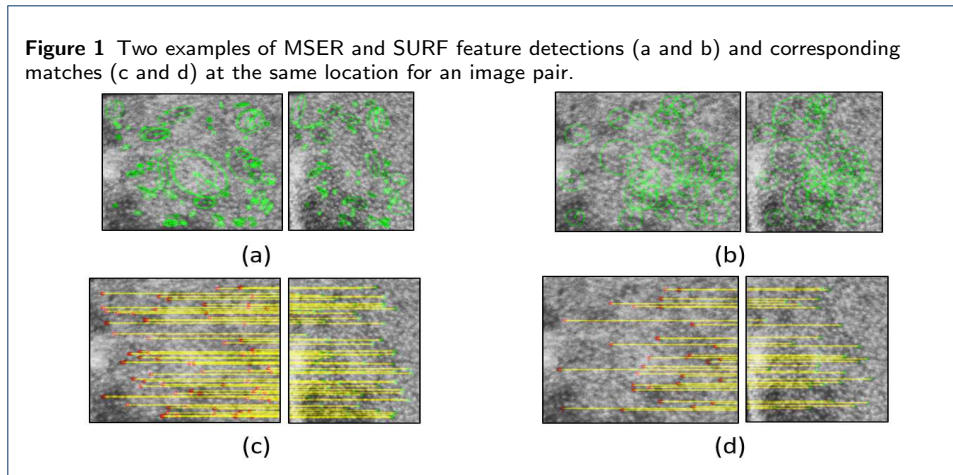 Figure 1 Two examples of MSER and SURF feature detections (a and b) and corresponding
matches (c and d) at the same location for an image pair.
(a)
(b)
(c)
(d)